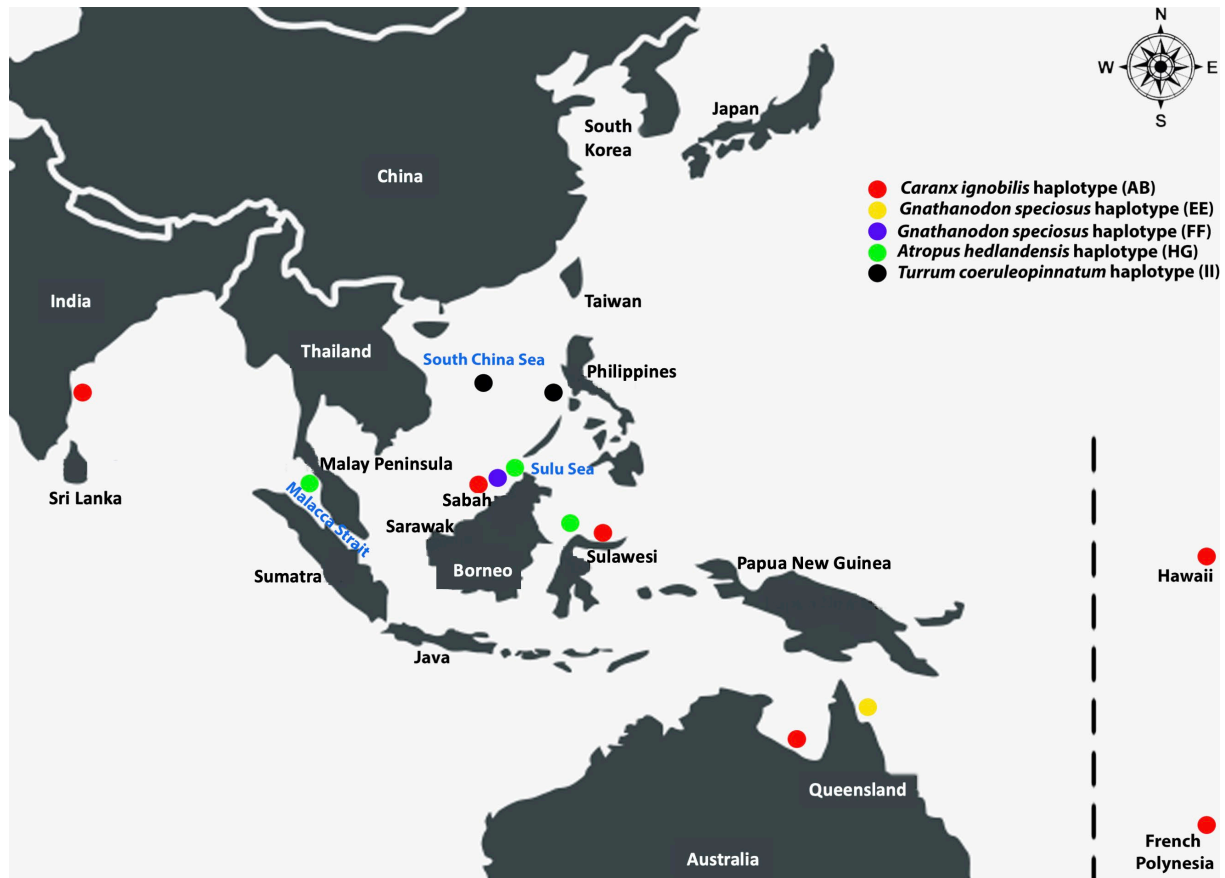 N
W
E
S
Japan
South
Korea
China
Caranx ignobilis haplotype (AB)
Gnathanodon speciosus haplotype (EE)
Gnathanodon speciosus haplotype (FF)
Atropus hedlandensis haplotype (HG)
Turrum coeruleopinnatum haplotype (II)
India
Taiwan
Thailand
South China Sea
Philippines
Malay Peninsula
Sulu Sea
Sri Lanka
Sabah
Malacca Strait
Sarawak
Sulawesi
Sumatra
Borneo
Papua New Guinea
Hawaii
Java
Queensland
French
Polynesia
Australia